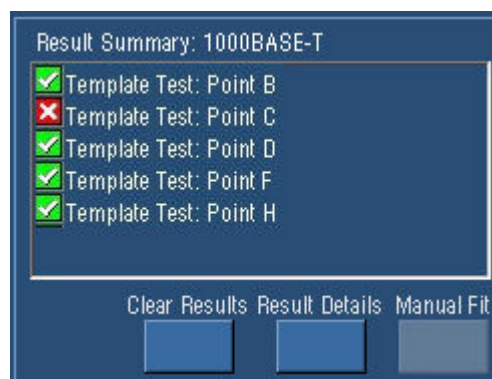 Result Summary: 1000BASE-T
Template Test: Point B
Template Test: Point C
Template Test: Point D
Template Test: Point F
Template Test: Point H
Clear Results Result Details Manual Fit